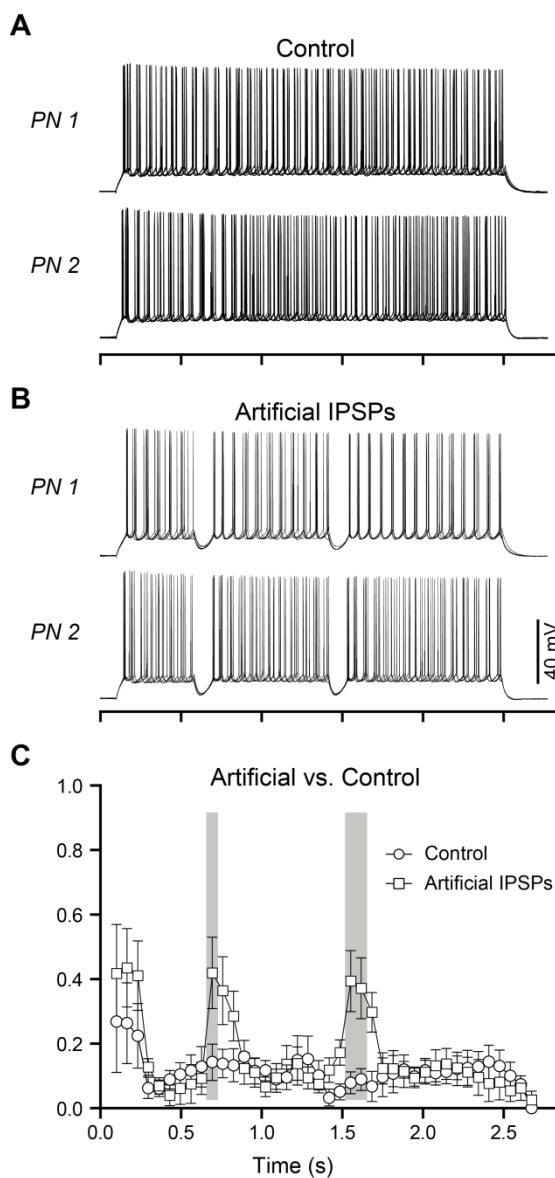 A
Control
PN 1
PN 2
B
Artificial IPSPs
PN 1
PN 2
40 mV
C
Artificial vs. Control
1.0
0.8
0.6
0.4
0.2
0.0
Control
Artificial IPSPs
0.0 0.5 1.0 1.5 2.0 2.5
Time (s)